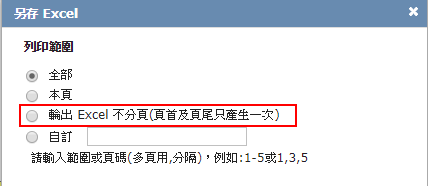 另存 Excel
列印範圍
全部
本頁
輸出 Excel 不分頁(頁首及頁尾只產生一次)
自訂
請輸入範圍或頁碼(多頁用,分隔)，例如:1-5或1,3,5